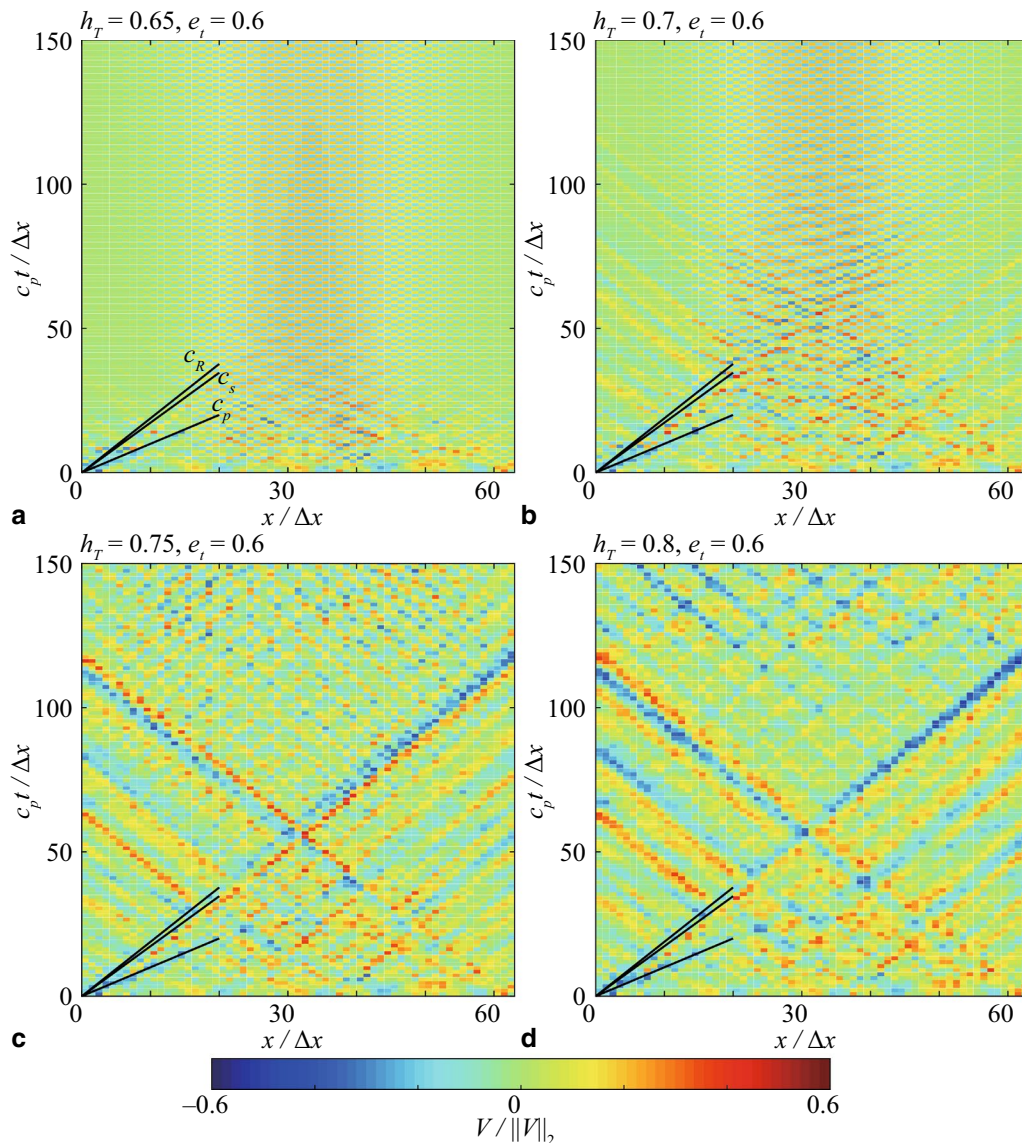 h_T = 0.65, e_t = 0.6
150
100
50
0
c_p t / Δx
c_R
c_s
c_p
0 30 60
x / Δx
a
h_T = 0.7, e_t = 0.6
150
100
50
0
c_p t / Δx
0 30 60
x / Δx
b
h_T = 0.75, e_t = 0.6
150
100
50
0
c_p t / Δx
0 30 60
x / Δx
c
h_T = 0.8, e_t = 0.6
150
100
50
0
c_p t / Δx
0 30 60
x / Δx
d
–0.6 0 0.6
V / ||V||_2